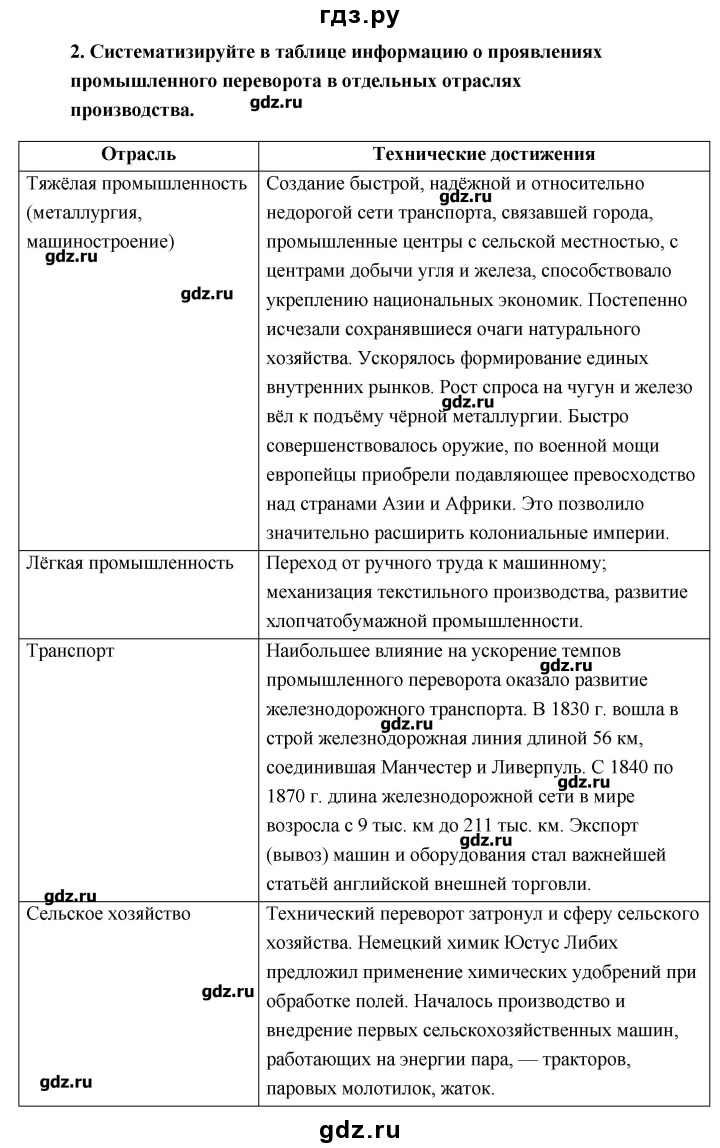 гдз.ру
2. Систематизируйте в таблице информацию о проявлениях
промышленного переворота в отдельных отраслях
производства.
gdz.ru
Отрасль
Технические достижения
Тяжёлая промышленность
(металлургия,
машиностроение)
gdz.ru
gdz.ru
Создание быстрой, надёжной и относительно
gdz.ru
недорогой сети транспорта, связавшей города,
промышленные центры с сельской местностью, с
центрами добычи угля и железа, способствовало
укреплению национальных экономик. Постепенно
исчезали сохранявшиеся очаги натурального
хозяйства. Ускорялось формирование единых
внутренних рынков. Рост спроса на чугун и железо
gdz.ru
вёл к подъёму чёрной металлургии. Быстро
совершенствовалось оружие, по военной мощи
европейцы приобрели подавляющее превосходство
над странами Азии и Африки. Это позволило
значительно расширить колониальные империи.
Лёгкая промышленность
Переход от ручного труда к машинному;
механизация текстильного производства, развитие
хлопчатобумажной промышленности.
Транспорт
gdz.ru
Наибольшее влияние на ускорение темпов
gdz.ru
промышленного переворота оказало развитие
железнодорожного транспорта. В 1830 г. вошла в
gdz.ru
строй железнодорожная линия длиной 56 км,
соединившая Манчестер и Ливерпуль. С 1840 по
gdz.ru
1870 г. длина железнодорожной сети в мире
возросла с 9 тыс. км до 211 тыс. км. Экспорт
gdz.ru
(вывоз) машин и оборудования стал важнейшей
статьёй английской внешней торговли.
Сельское хозяйство
gdz.ru
gdz.ru
Технический переворот затронул и сферу сельского
хозяйства. Немецкий химик Юстус Либих
предложил применение химических удобрений при
обработке полей. Началось производство и
внедрение первых сельскохозяйственных машин,
работающих на энергии пара, — тракторов,
паровых молотилок, жаток.
gdz.ru